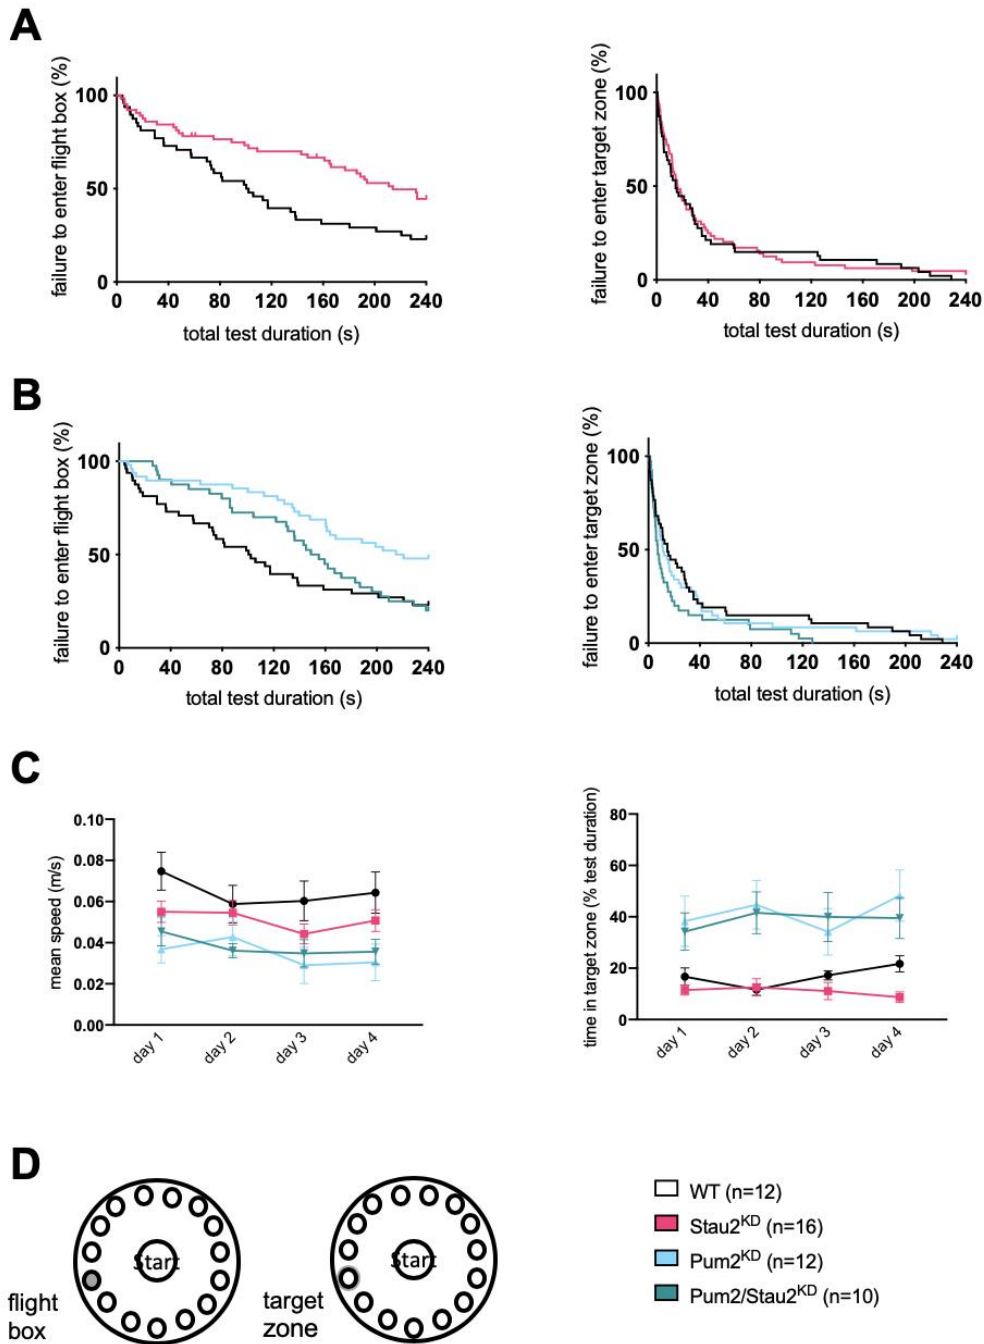 A
failure to enter flight box (%)
100
50
0
0 40 80 120 160 200 240
total test duration (s)
failure to enter target zone (%)
100
50
0
0 40 80 120 160 200 240
total test duration (s)
B
failure to enter flight box (%)
100
50
0
0 40 80 120 160 200 240
total test duration (s)
failure to enter target zone (%)
100
50
0
0 40 80 120 160 200 240
total test duration (s)
C
mean speed (m/s)
0.10
0.08
0.06
0.04
0.02
0.00
day 1 day 2 day 3 day 4
time in target zone (% test duration)
80
60
40
20
0
day 1 day 2 day 3 day 4
D
Start
flight
box
Start
target
zone
WT (n=12)
Stau2KD (n=16)
Pum2KD (n=12)
Pum2/Stau2KD (n=10)